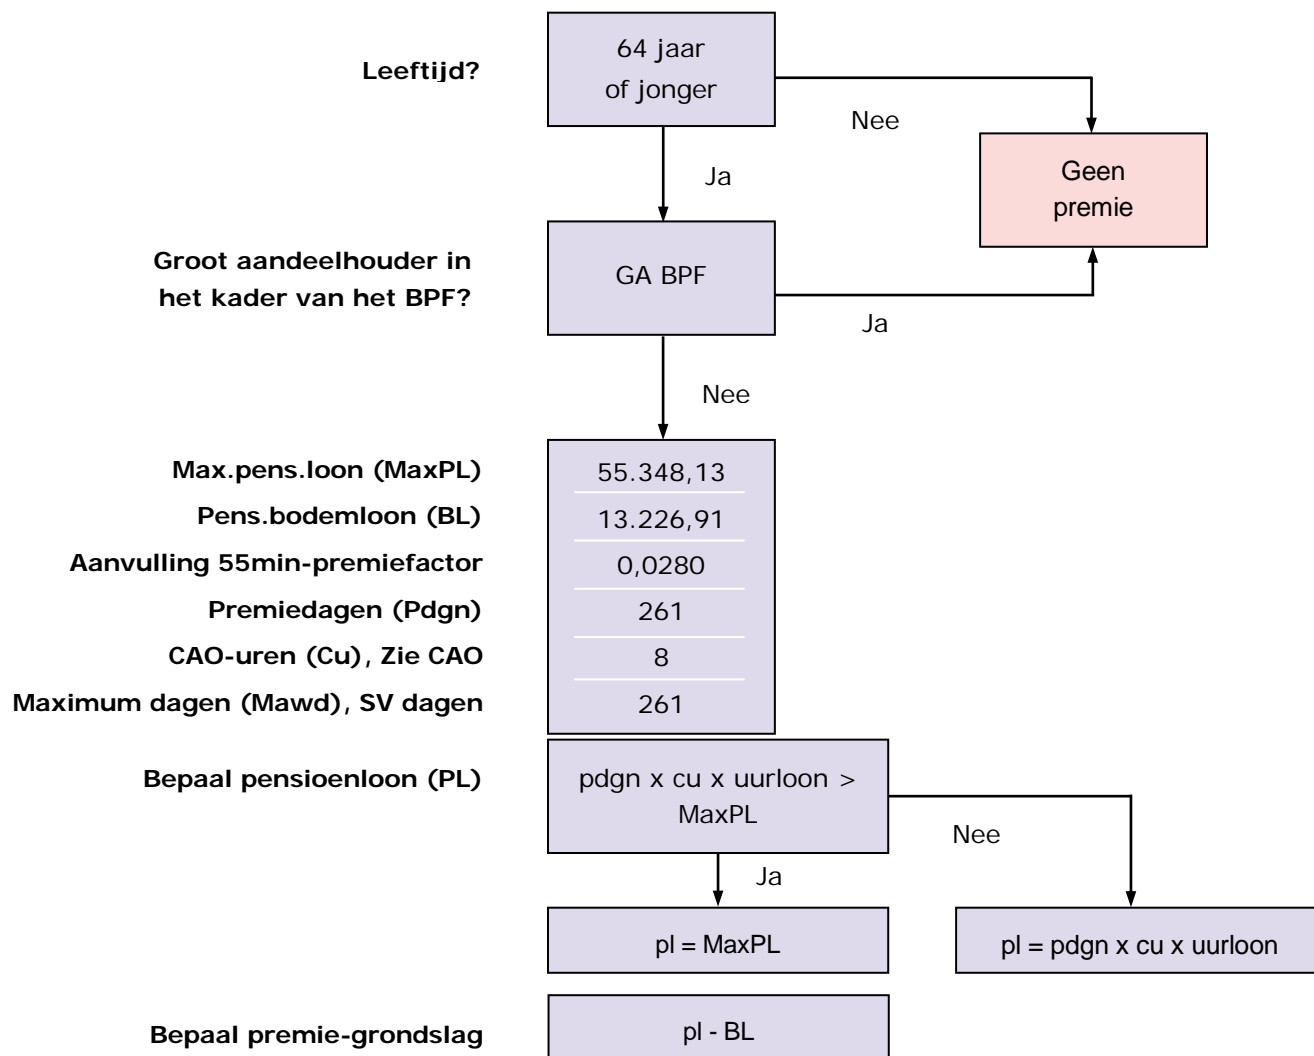 Leeftijd?
64 jaar
of jonger
Nee
Geen
premie
Ja
Groot aandeelhouder in
het kader van het BPF?
GA BPF
Ja
Nee
Max.pens.loon (MaxPL)
55.348,13
Pens.bodemloon (BL)
13.226,91
Aanvulling 55min-premiefactor
0,0280
Premiedagen (Pdgn)
261
CAO-uren (Cu), Zie CAO
8
Maximum dagen (Mawd), SV dagen
261
Bepaal pensioenloon (PL)
pdgn x cu x uurloon >
MaxPL
Nee
Ja
pl = MaxPL
pl = pdgn x cu x uurloon
Bepaal premie-grondslag
pl - BL